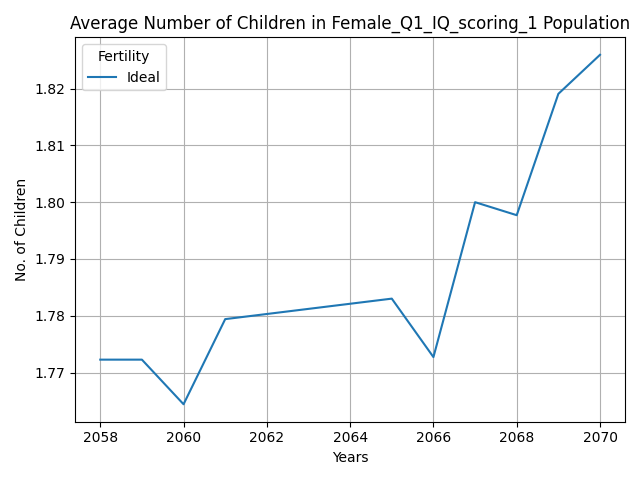 Average Number of Children in Female_Q1_IQ_scoring_1 Population
Fertility
Ideal
1.82
1.81
1.80
1.79
1.78
1.77
No. of Children
2058 2060 2062 2064 2066 2068 2070
Years